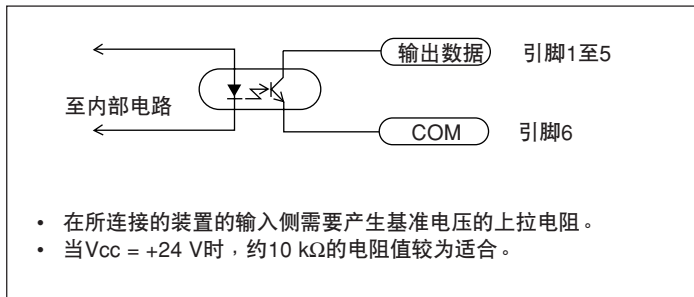 输出数据 引脚1至5
至内部电路
COM 引脚6
• 在所连接的装置的输入侧需要产生基准电压的上拉电阻。
• 当Vcc = +24 V时，约10 kΩ的电阻值较为适合。